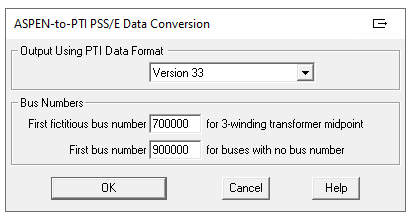 ASPEN-to-PTI PSS/E Data Conversion
Output Using PTI Data Format
Version 33
Bus Numbers
First fictitious bus number 700000 for 3-winding transformer midpoint
First bus number 900000 for buses with no bus number
OK Cancel Help